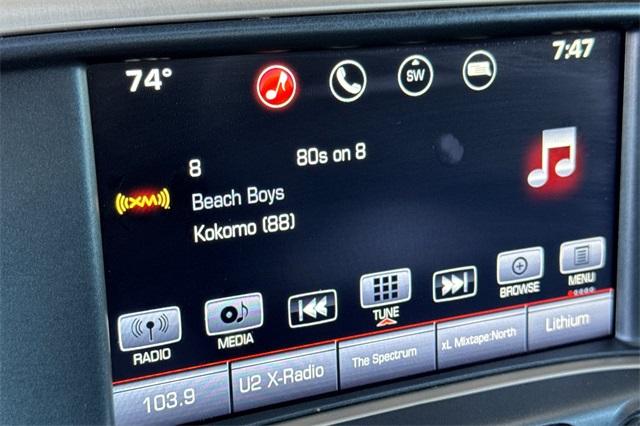 74°
SW
7:47
8 80s on 8
((XM))
Beach Boys
Kokomo (88)
RADIO
MEDIA
TUNE
BROWSE
MENU
103.9
U2 X-Radio
The Spectrum
xL Mixtape:North
Lithium